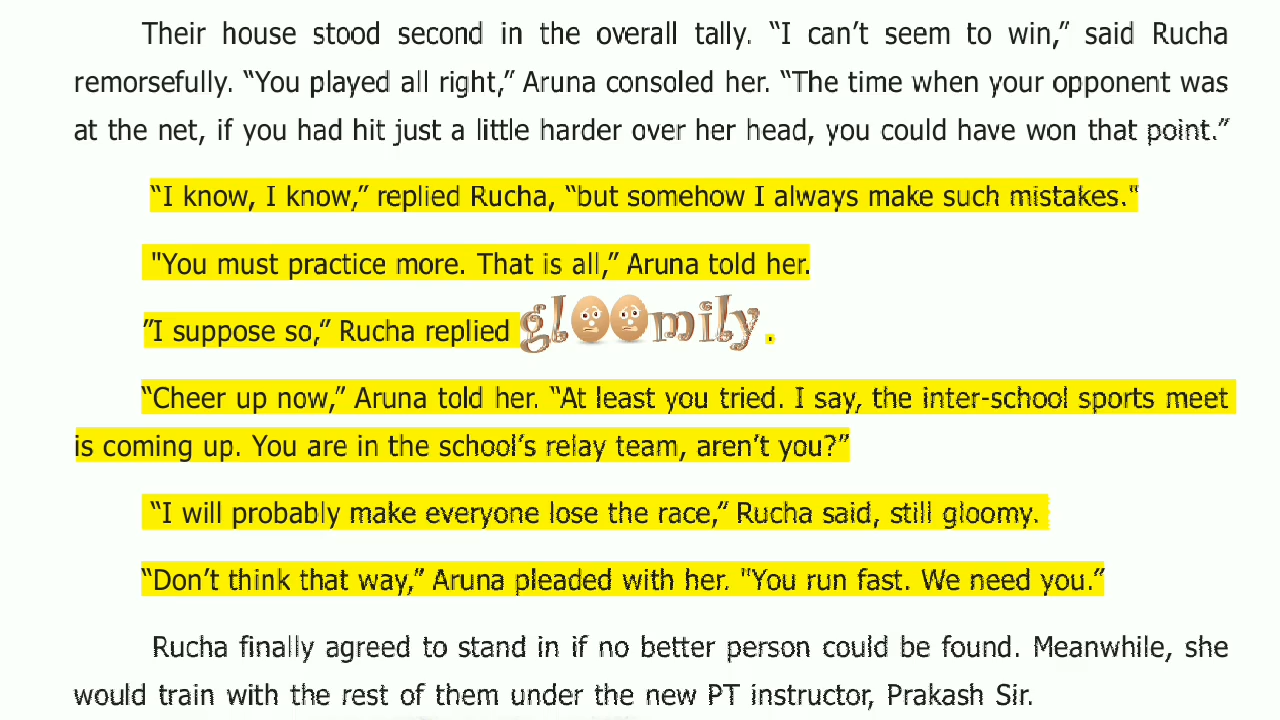 Their house stood second in the overall tally. “I can’t seem to win,” said Rucha
remorsefully. “You played all right,” Aruna consoled her. “The time when your opponent was
at the net, if you had hit just a little harder over her head, you could have won that point.”
“I know, I know,” replied Rucha, “but somehow I always make such mistakes."
"You must practice more. That is all,” Aruna told her.
”I suppose so,” Rucha replied gloomily.
“Cheer up now,” Aruna told her. “At least you tried. I say, the inter-school sports meet
is coming up. You are in the school’s relay team, aren’t you?”
“I will probably make everyone lose the race,” Rucha said, still gloomy.
“Don’t think that way,” Aruna pleaded with her. "You run fast. We need you.”
Rucha finally agreed to stand in if no better person could be found. Meanwhile, she
would train with the rest of them under the new PT instructor, Prakash Sir.